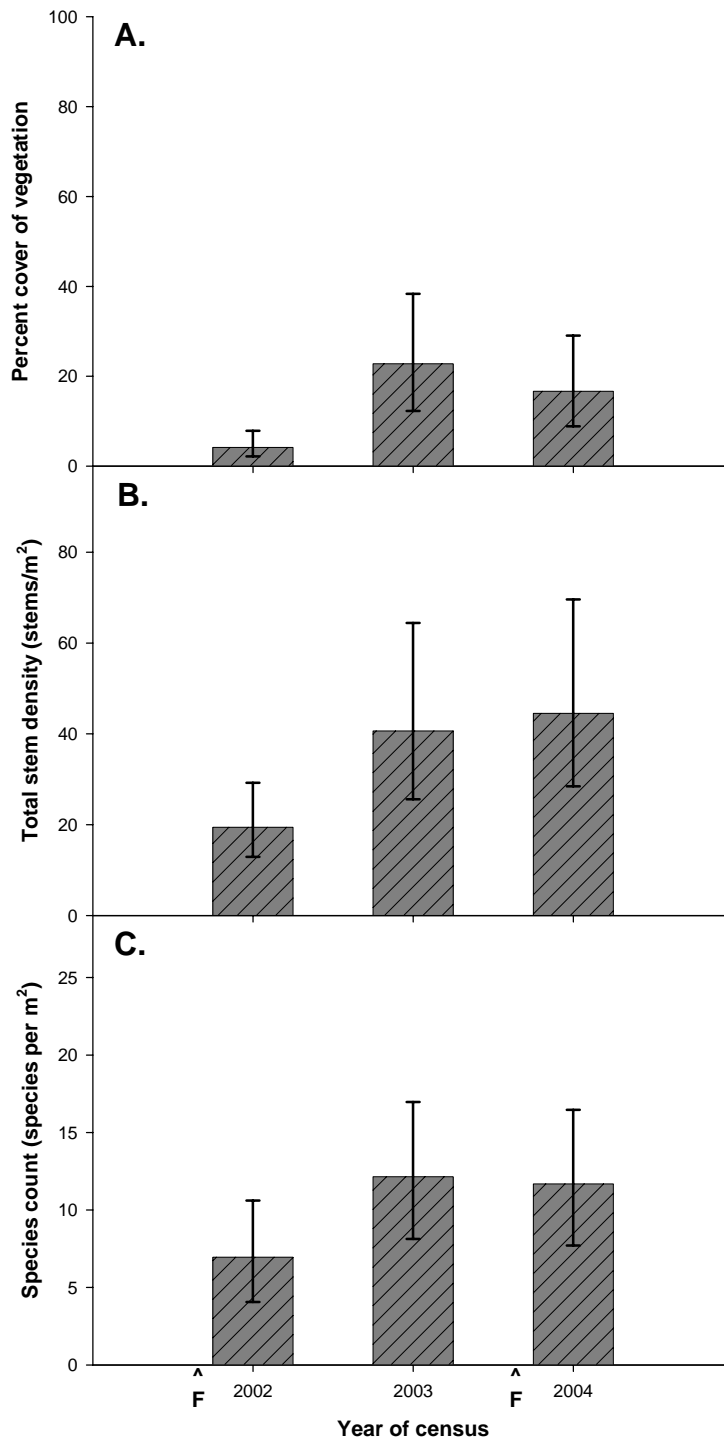 A.
100
80
60
40
20
0
Percent cover of vegetation
B.
80
60
40
20
0
Total stem density (stems/m²)
C.
25
20
15
10
5
0
Species count (species per m²)
^ ^
F 2002 2003 F 2004
Year of census